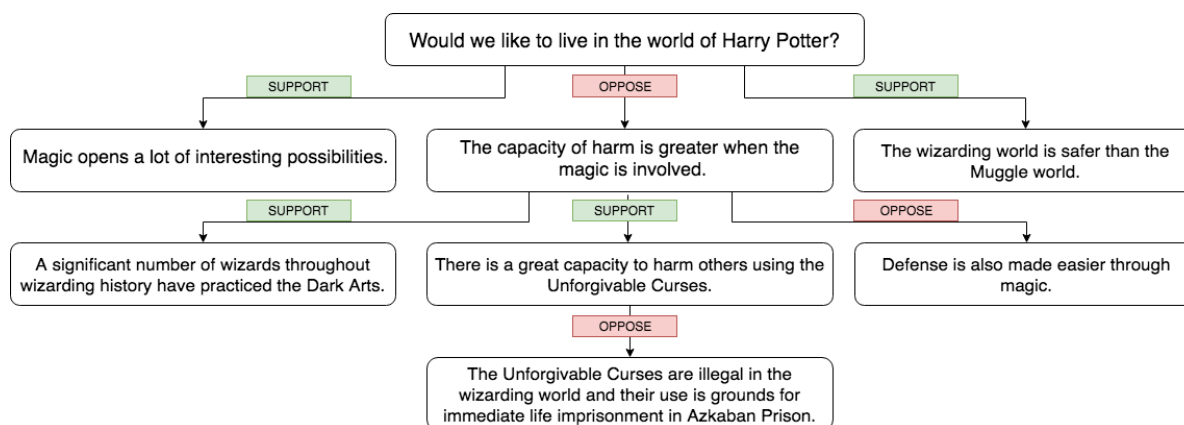 Would we like to live in the world of Harry Potter?
SUPPORT
OPPOSE
SUPPORT
Magic opens a lot of interesting possibilities.
The capacity of harm is greater when the
magic is involved.
The wizarding world is safer than the
Muggle world.
SUPPORT
SUPPORT
OPPOSE
A significant number of wizards throughout
wizarding history have practiced the Dark Arts.
There is a great capacity to harm others using the
Unforgivable Curses.
Defense is also made easier through
magic.
OPPOSE
The Unforgivable Curses are illegal in the
wizarding world and their use is grounds for
immediate life imprisonment in Azkaban Prison.